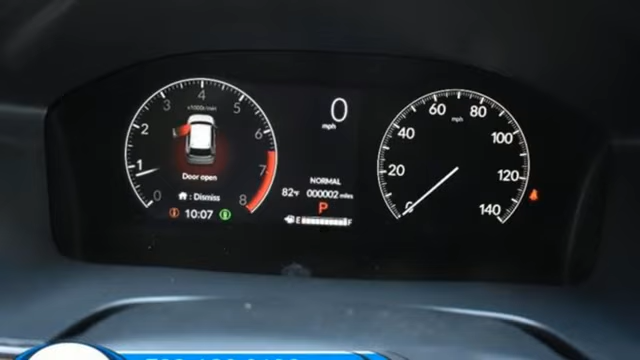 x1000r/min
0
1
2
3
4
5
6
7
8
Door open
: Dismiss
10:07
0
mph
NORMAL
82°F 000002 miles
P
E F
0
20
40
60
80
100
120
140
mph